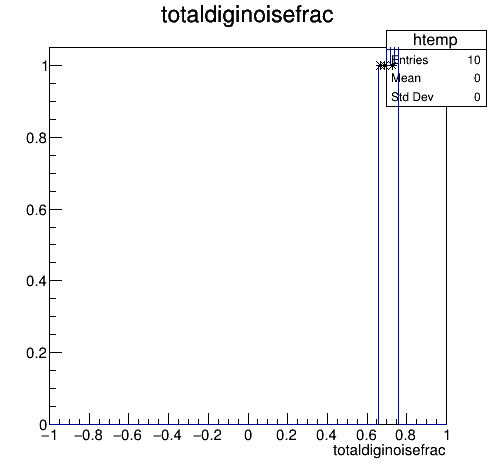 totaldiginoisefrac
htemp
Entries 10
Mean 0
Std Dev 0
1
0.8
0.6
0.4
0.2
0
−1 −0.8 −0.6 −0.4 −0.2 0 0.2 0.4 0.6 0.8 1
totaldiginoisefrac